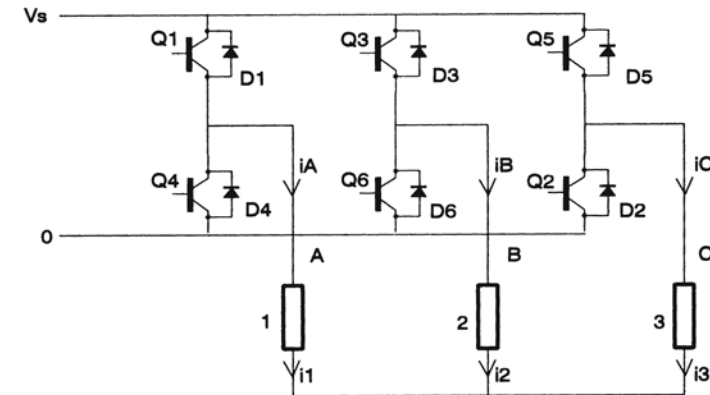 Vs
Q1 Q3 Q5
D1 D3 D5
iA iB iC
Q4 Q6 Q2
D4 D6 D2
0
A B C
1 2 3
i1 i2 i3